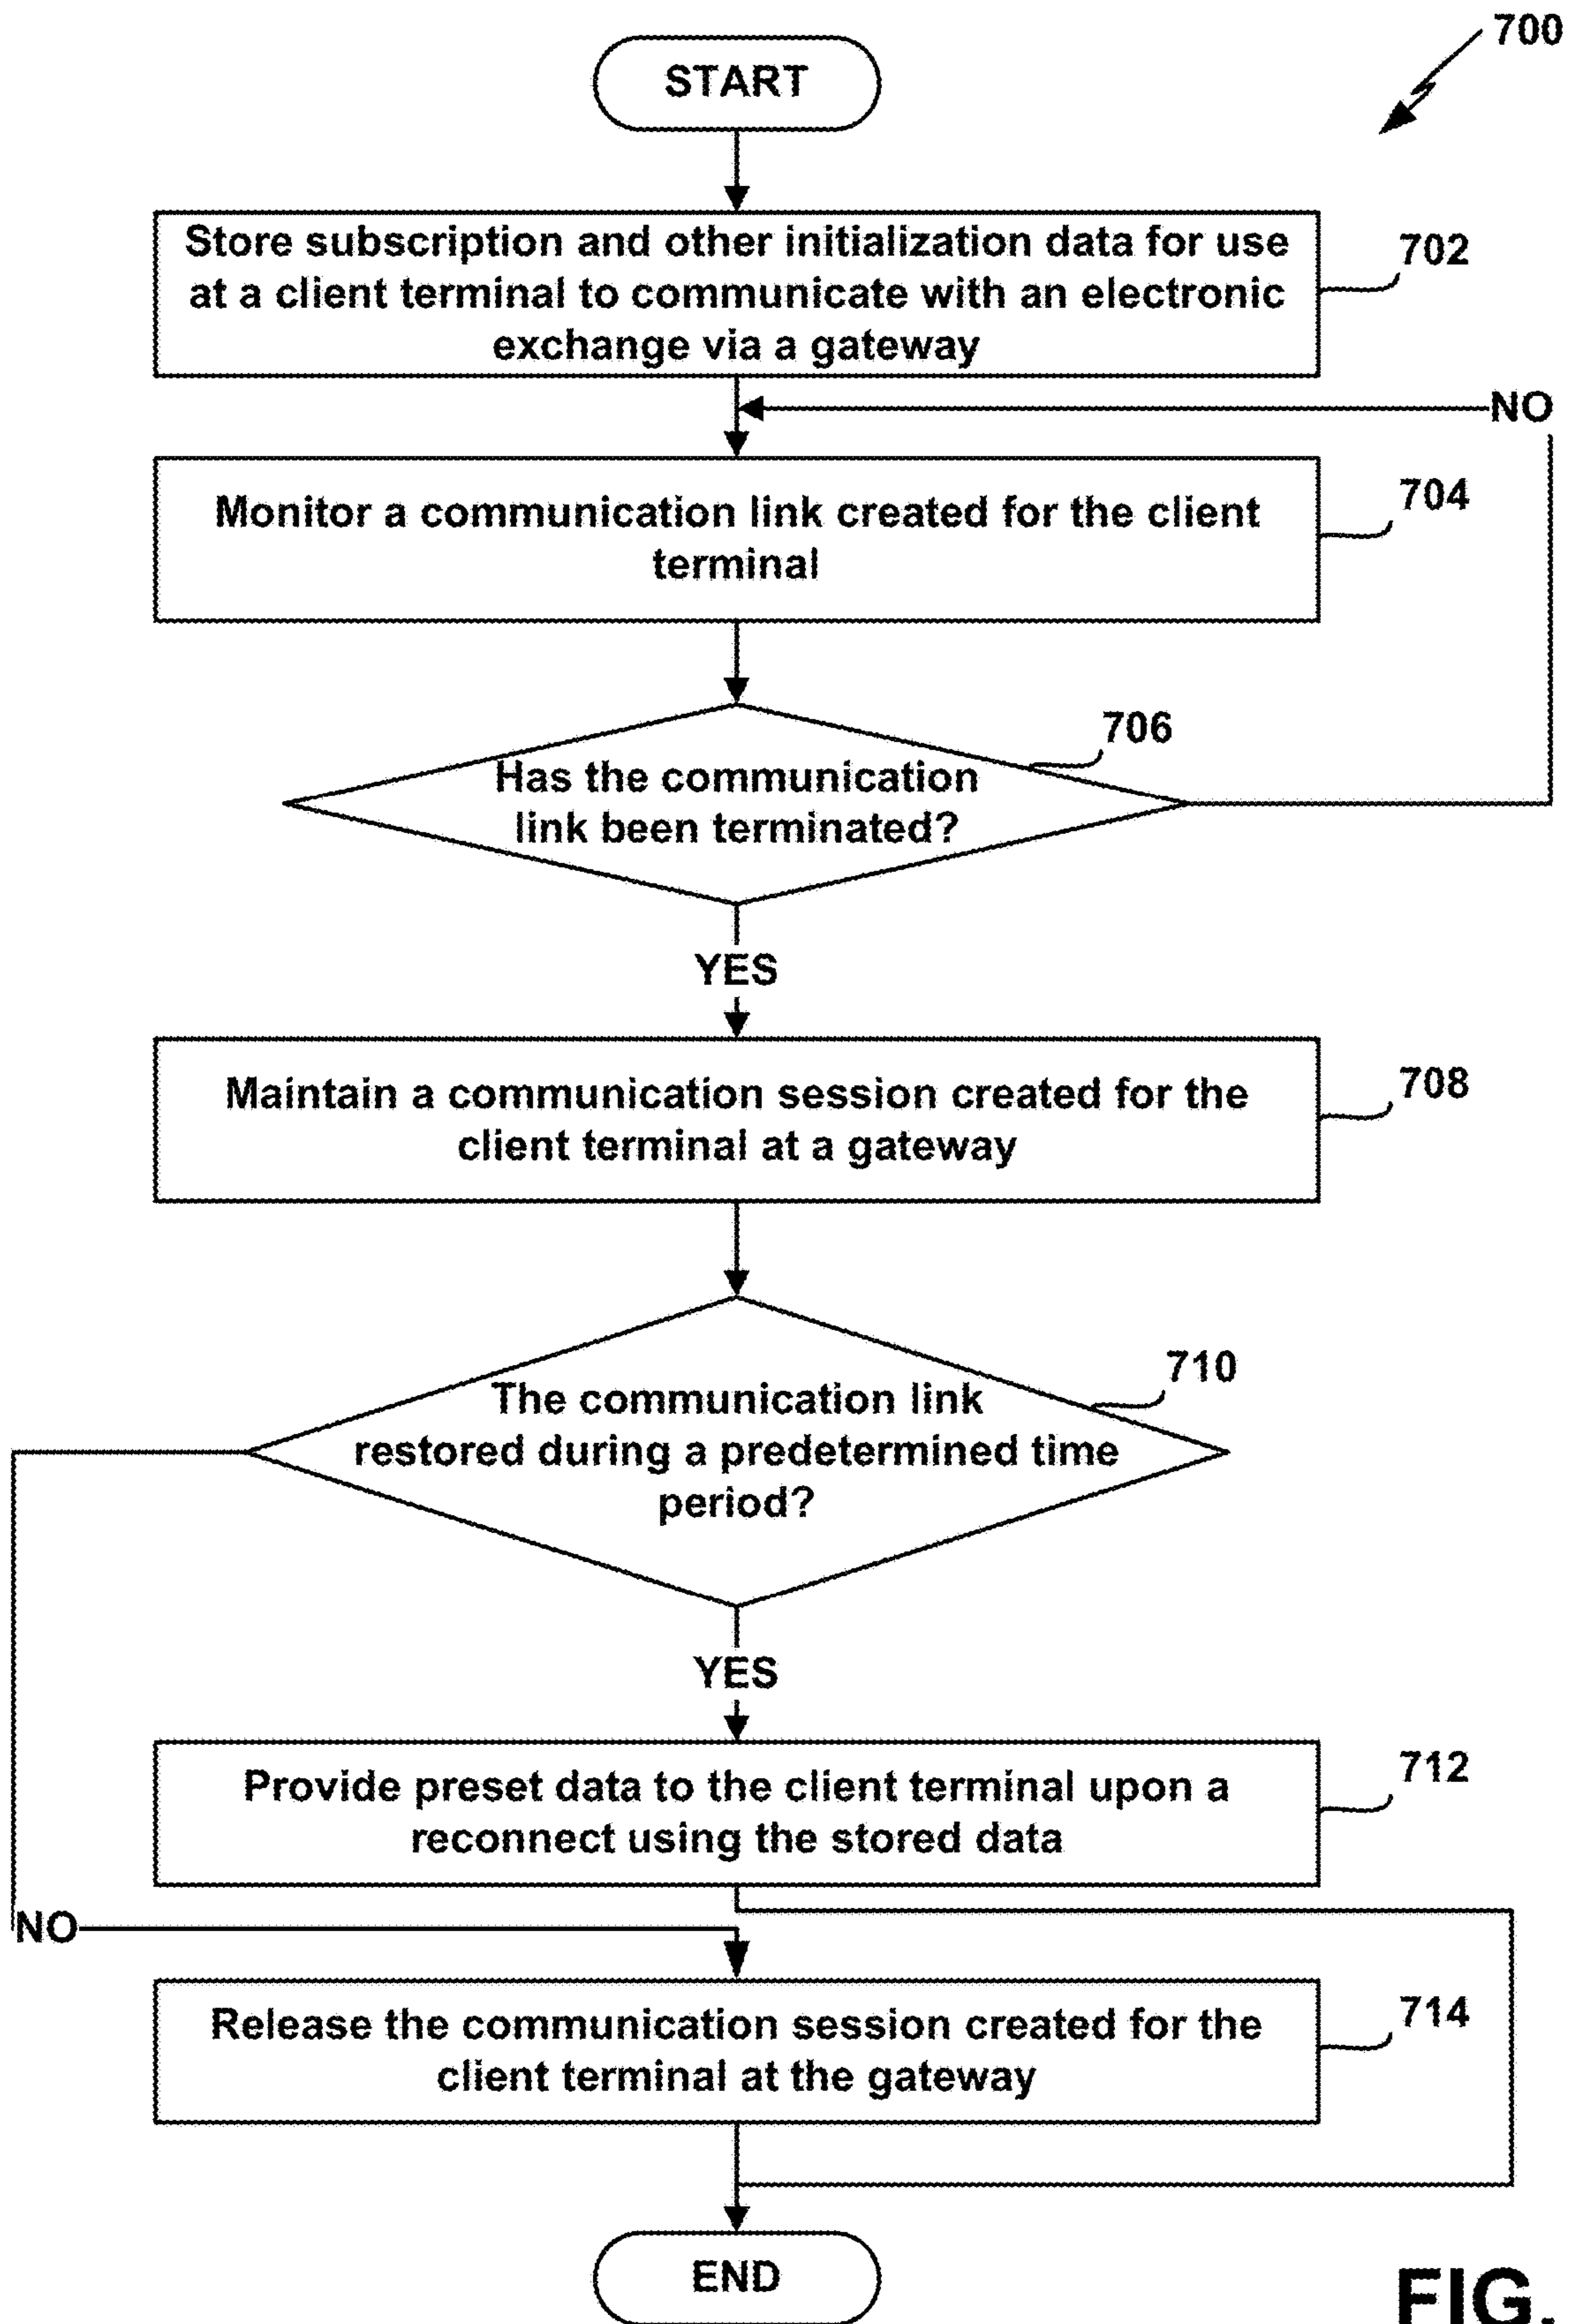 700
START
Store subscription and other initialization data for use
at a client terminal to communicate with an electronic
exchange via a gateway
702
NO
Monitor a communication link created for the client
terminal
704
706
Has the communication
link been terminated?
YES
Maintain a communication session created for the
client terminal at a gateway
708
710
The communication link
restored during a predetermined time
period?
YES
Provide preset data to the client terminal upon a
reconnect using the stored data
712
NO
Release the communication session created for the
client terminal at the gateway
714
END
FIG.